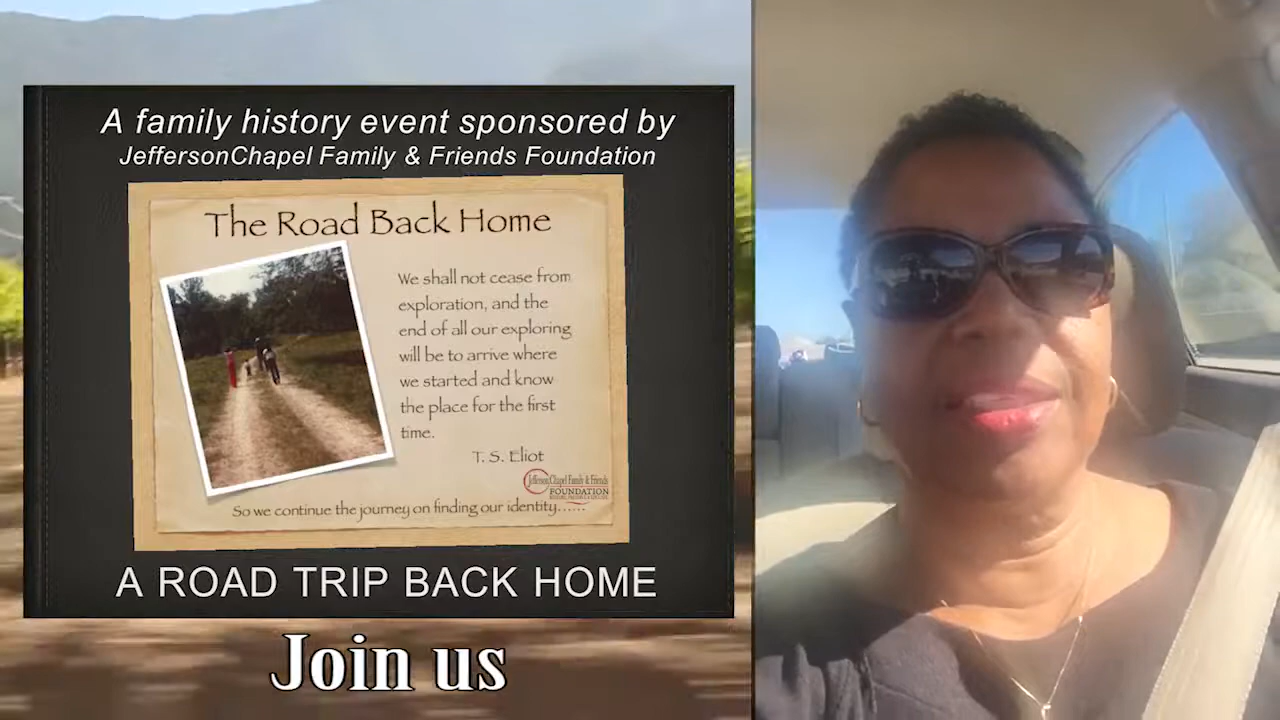 A family history event sponsored by
JeffersonChapel Family & Friends Foundation
The Road Back Home
We shall not cease from
exploration, and the
end of all our exploring
will be to arrive where
we started and know
the place for the first
time.
T. S. Eliot
JeffersonChapel Family & Friends
FOUNDATION
So we continue the journey on finding our identity......
A ROAD TRIP BACK HOME
Join us